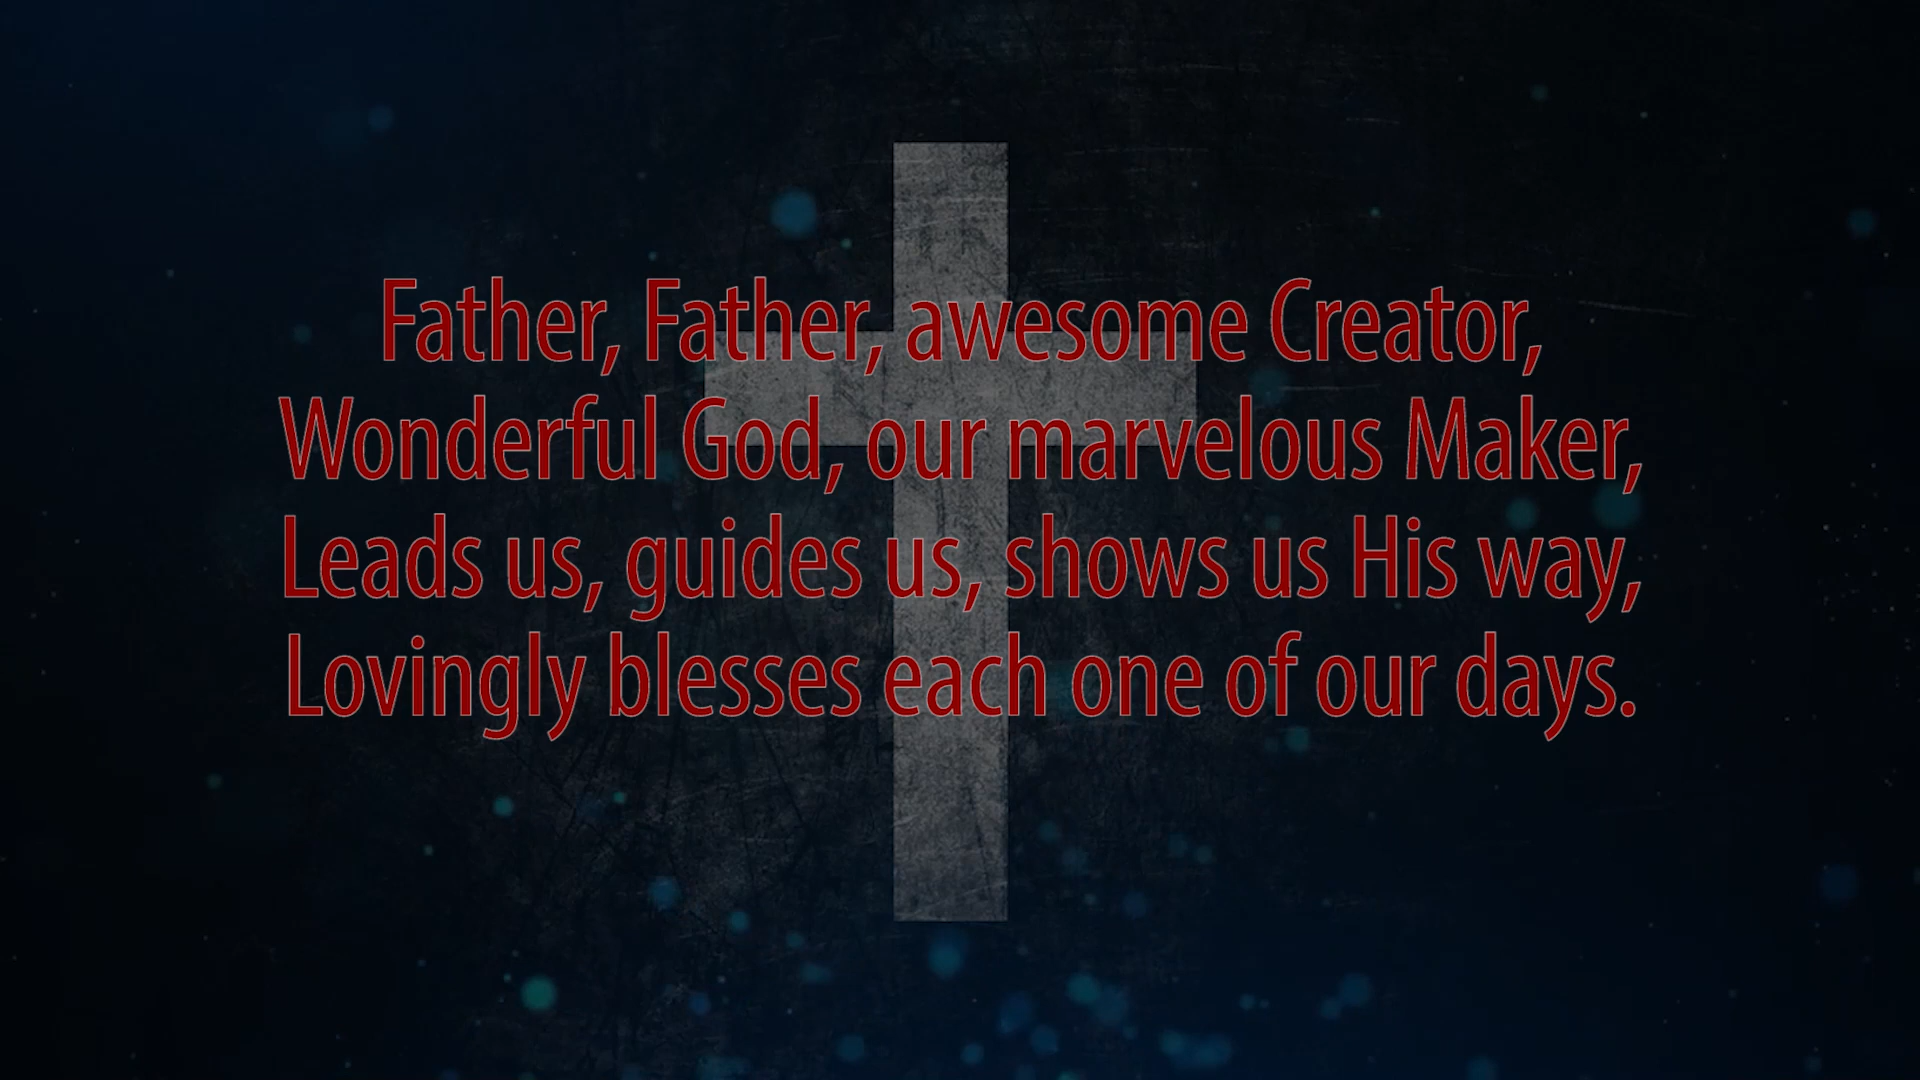 Father, Father, awesome Creator,
Wonderful God, our marvelous Maker,
Leads us, guides us, shows us His way,
Lovingly blesses each one of our days.